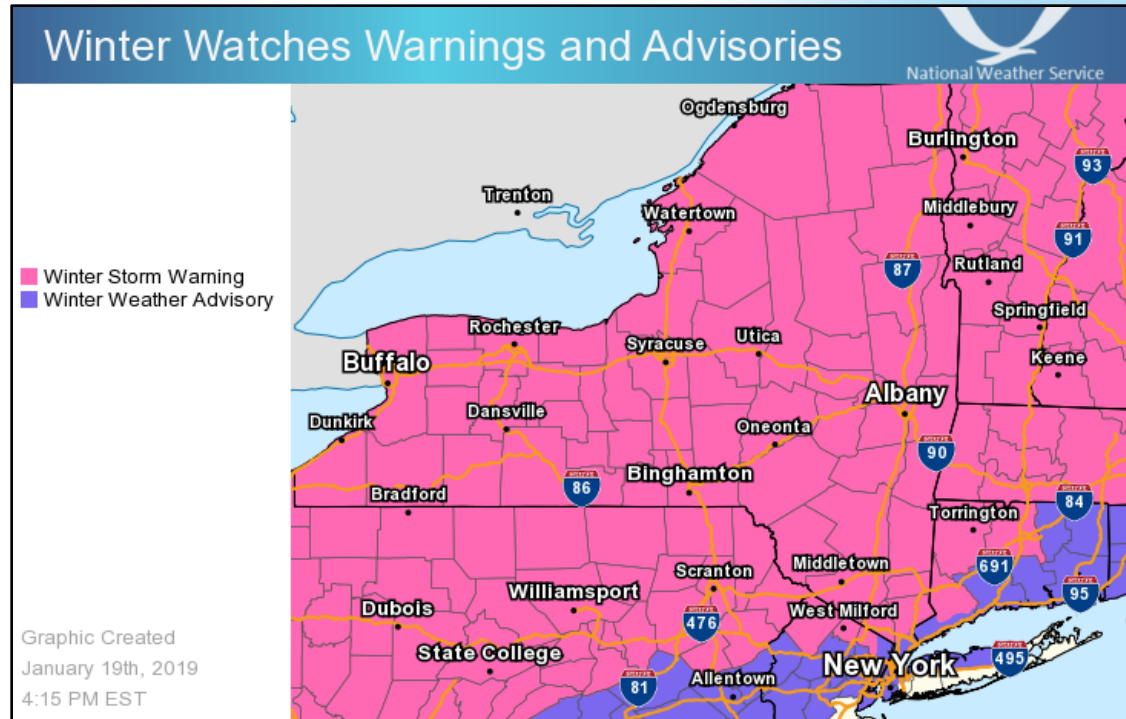 Winter Watches Warnings and Advisories
National Weather Service
Winter Storm Warning
Winter Weather Advisory
Graphic Created
January 19th, 2019
4:15 PM EST
Ogdensburg
Burlington
93
Trenton
Watertown
Middlebury
91
87
Rutland
Springfield
Rochester
Syracuse
Utica
Keene
Buffalo
Albany
Dansville
Dunkirk
Oneonta
90
Binghamton
86
Bradford
84
Torrington
Scranton
Middletown
691
95
Williamsport
Dubois
476
West Milford
State College
New York
495
81
Allentown